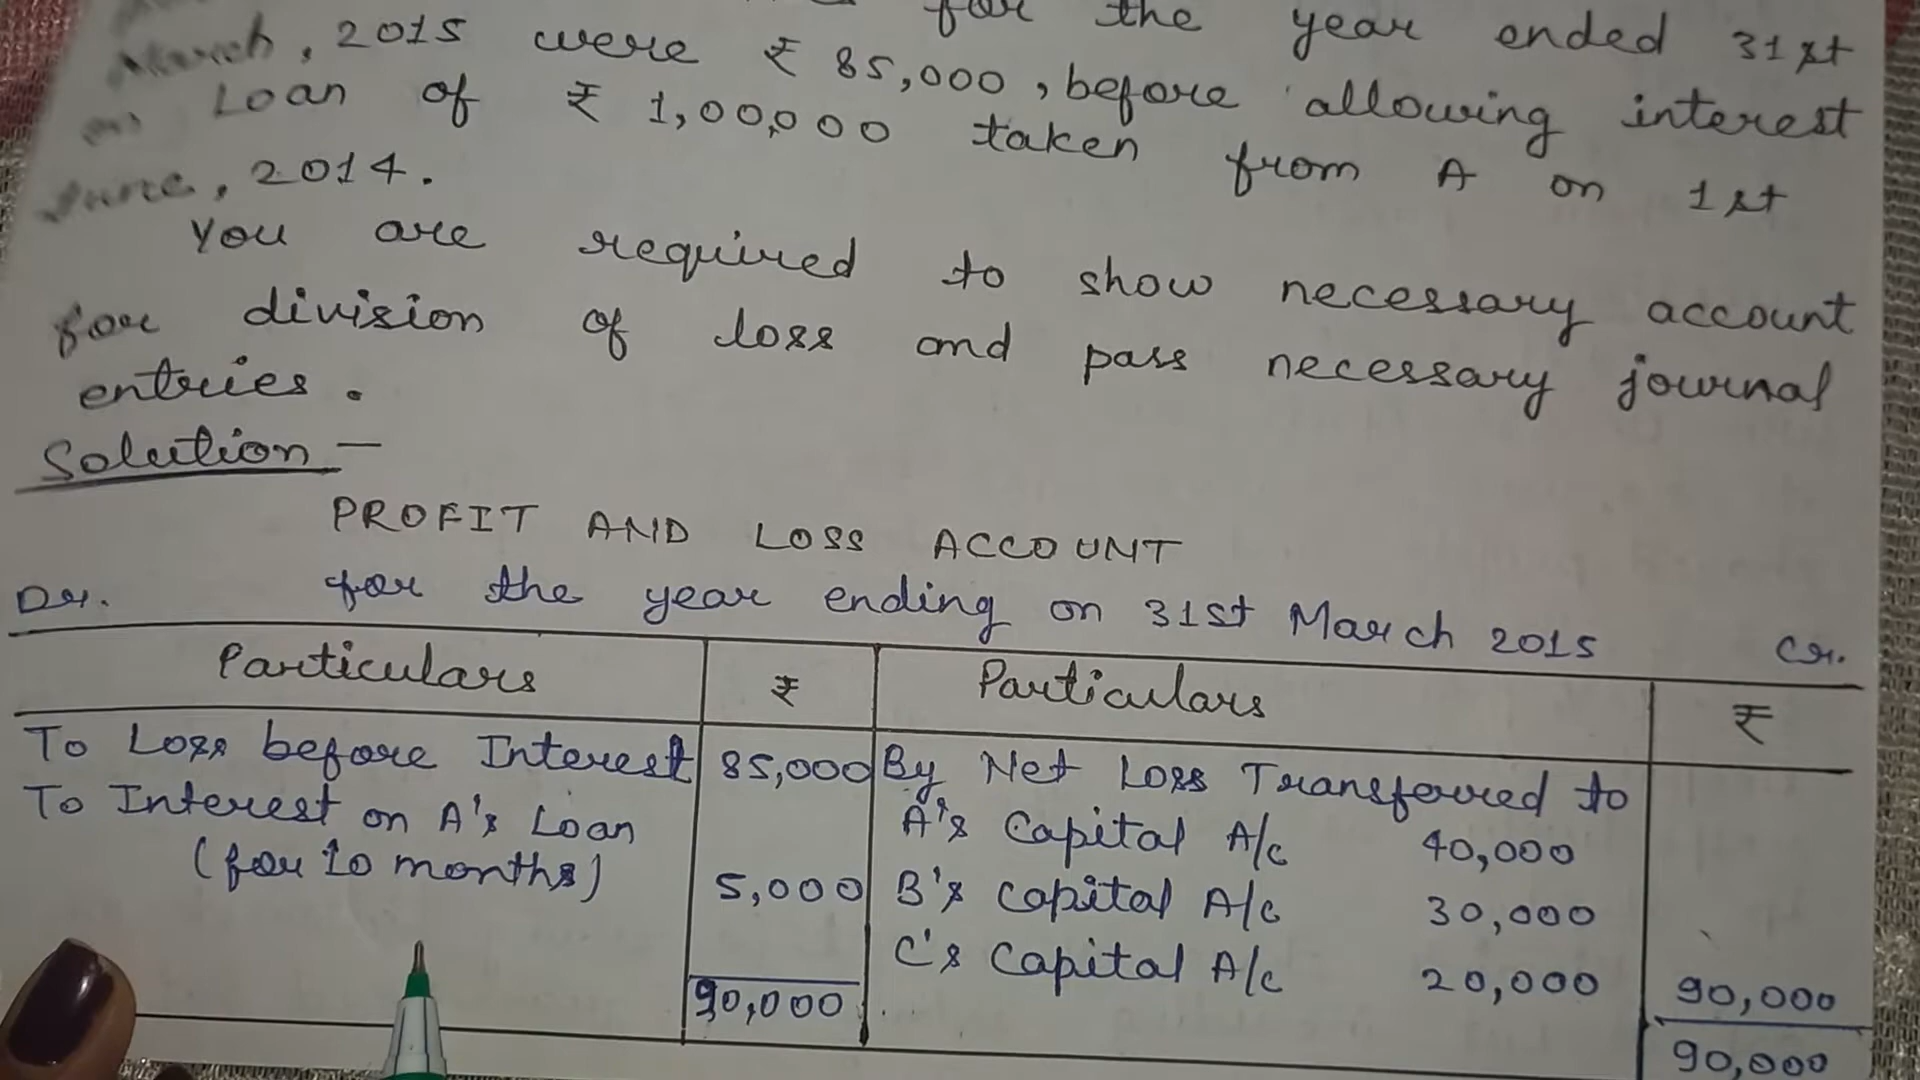 for the year ended 31st
March, 2015 were ₹ 85,000, before allowing interest
on Loan of ₹ 1,00,000 taken from A on 1st
June, 2014.
You are required to show necessary account
for division of loss and pass necessary journal
entries.
Solution —
PROFIT AND LOSS ACCOUNT
Dr. for the year ending on 31st March 2015 Cr.
Particulars ₹ Particulars ₹
To Loss before Interest 85,000 By Net Loss Transferred to
To Interest on A's Loan A's Capital A/c 40,000
(for 10 months) 5,000 B's Capital A/c 30,000
C's Capital A/c 20,000 90,000
90,000 90,000